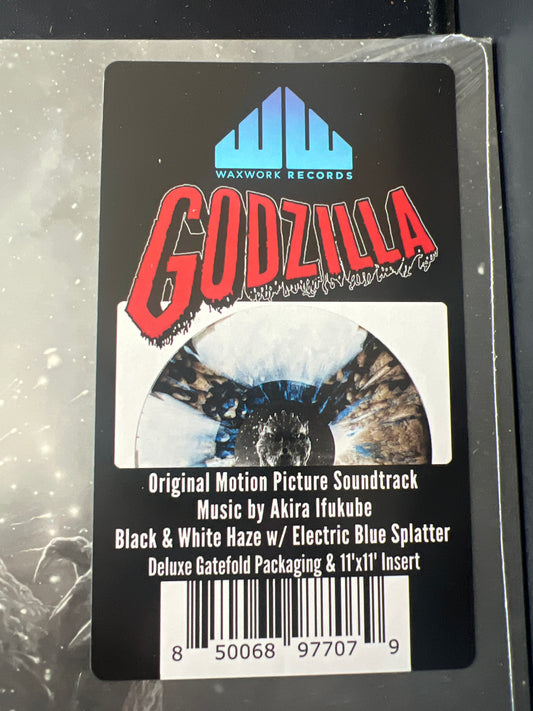 WAXWORK RECORDS
GODZILLA
Original Motion Picture Soundtrack
Music by Akira Ifukube
Black & White Haze w/ Electric Blue Splatter
Deluxe Gatefold Packaging & 11'x11' Insert
8 50068 97707 9